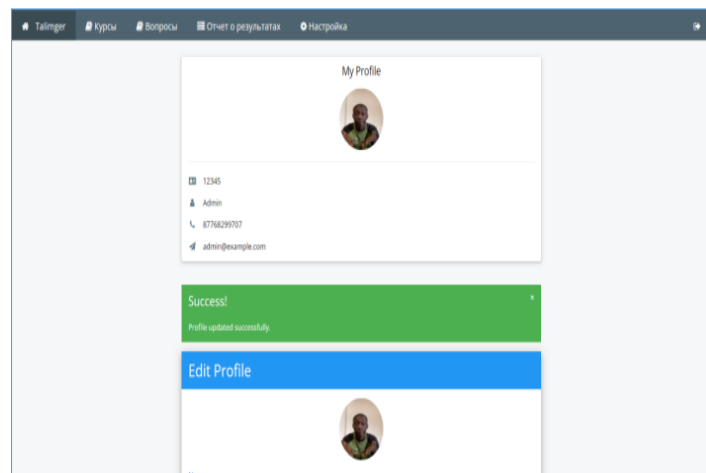 Talimger Курсы Вопросы Отчет о результатах Настройка
My Profile
12345
Admin
87768299707
admin@example.com
Success! ×
Profile updated successfully.
Edit Profile